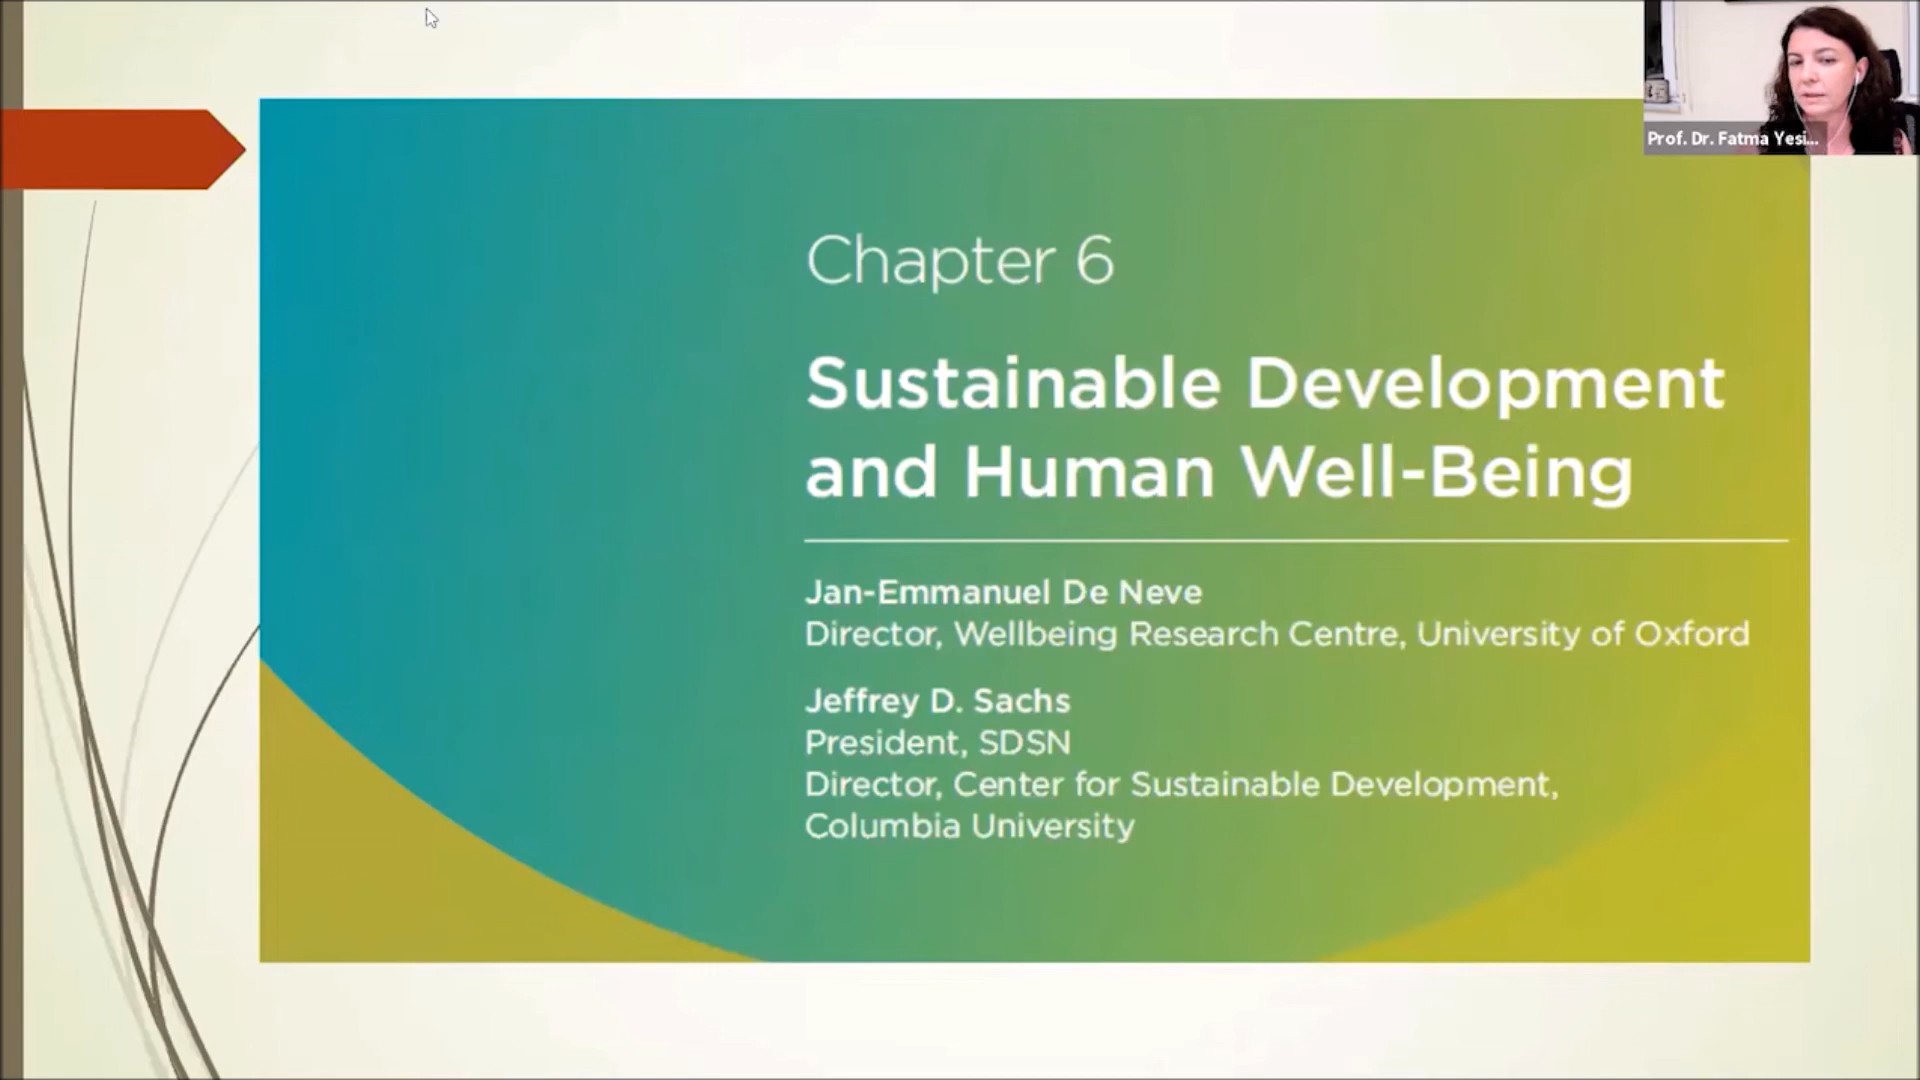 Prof. Dr. Fatma Yesi...
Chapter 6
Sustainable Development
and Human Well-Being
Jan-Emmanuel De Neve
Director, Wellbeing Research Centre, University of Oxford
Jeffrey D. Sachs
President, SDSN
Director, Center for Sustainable Development,
Columbia University